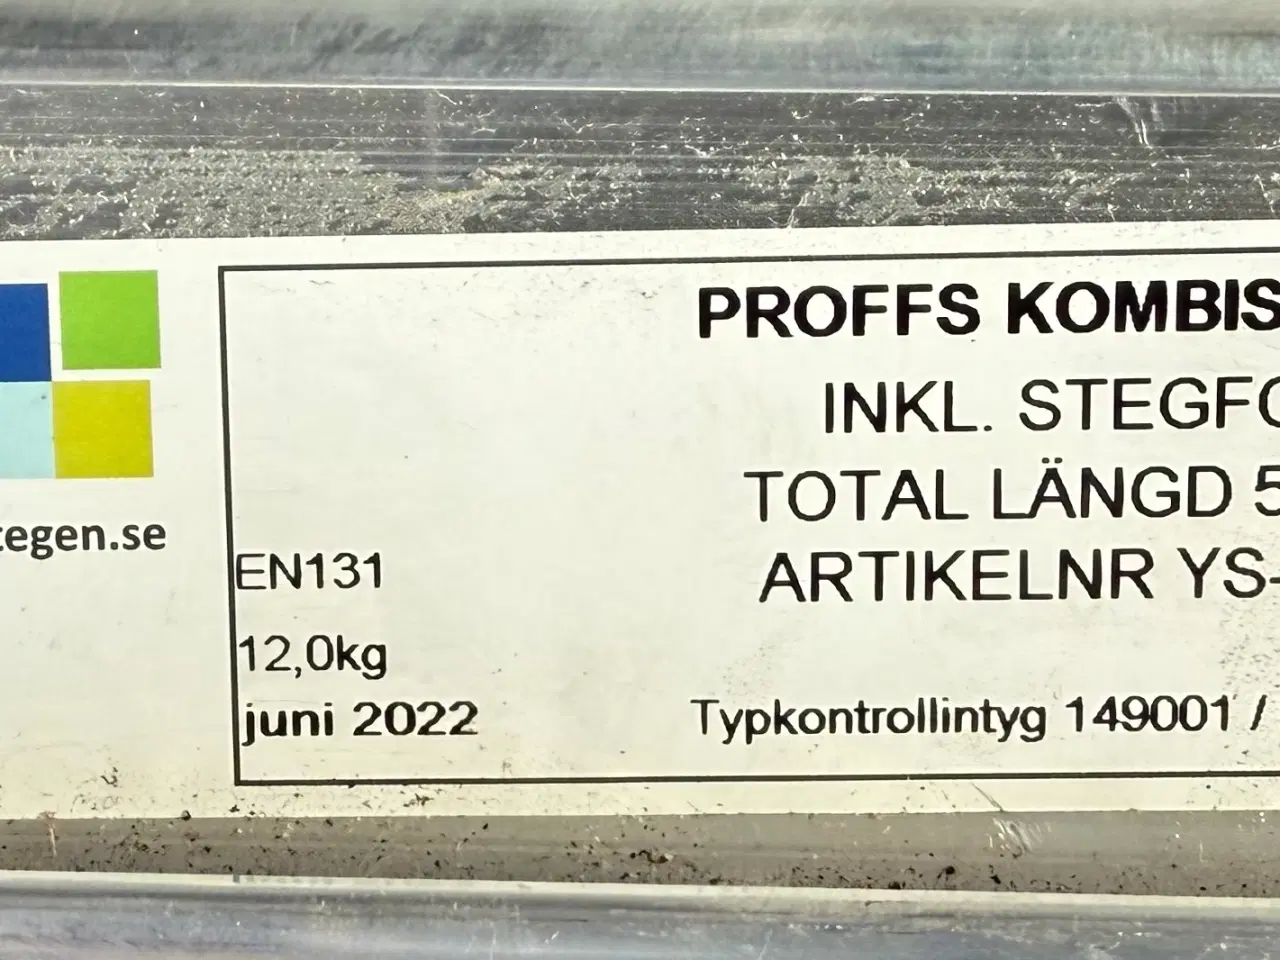 PROFFS KOMBIS
INKL. STEGFO
TOTAL LÄNGD 5
ARTIKELNR YS-
tegen.se
EN131
12,0kg
juni 2022
Typkontrollintyg 149001 /